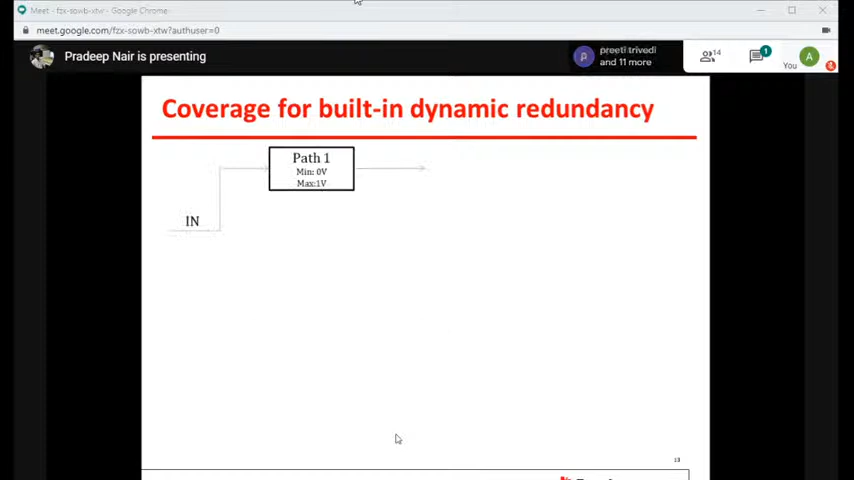 Meet - fzx-sowb-xtw - Google Chrome
meet.google.com/fzx-sowb-xtw?authuser=0
Pradeep Nair is presenting
p
preeti trivedi
and 11 more
14
1
You
A
Coverage for built-in dynamic redundancy
Path 1
Min: 0V
Max:1V
IN
13